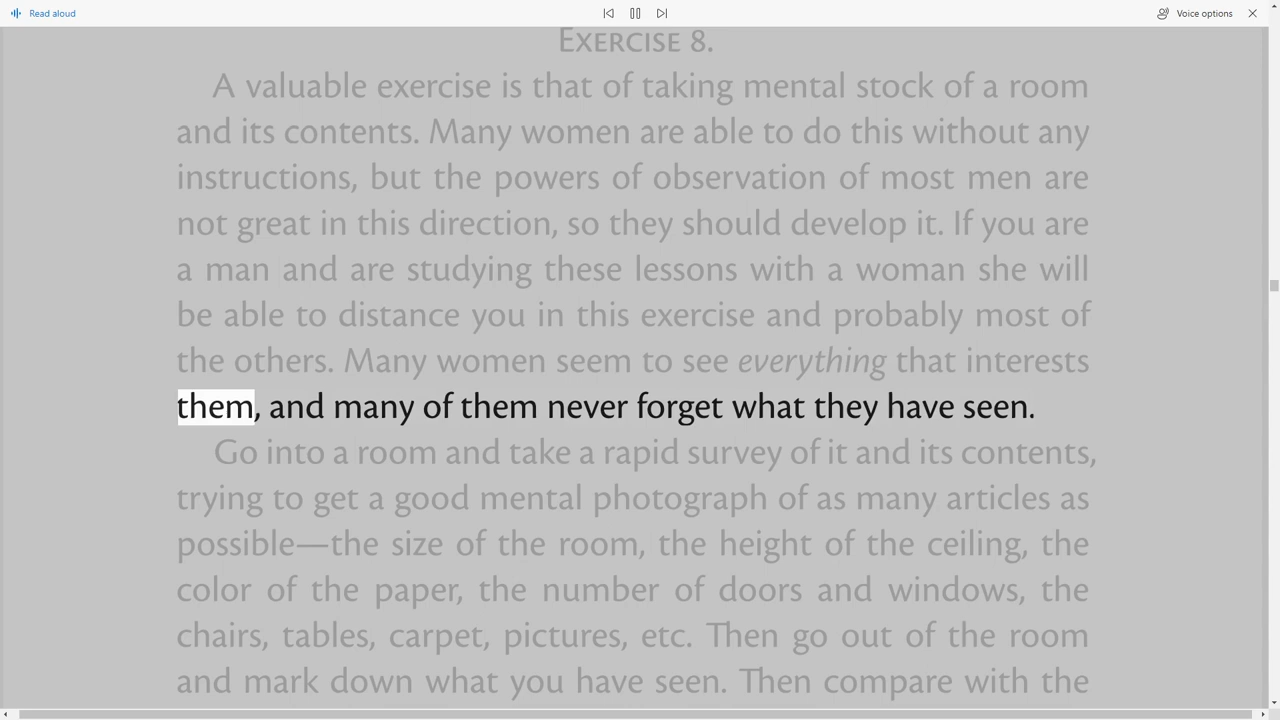 Read aloud
Voice options
EXERCISE 8.
A valuable exercise is that of taking mental stock of a room
and its contents. Many women are able to do this without any
instructions, but the powers of observation of most men are
not great in this direction, so they should develop it. If you are
a man and are studying these lessons with a woman she will
be able to distance you in this exercise and probably most of
the others. Many women seem to see everything that interests
them, and many of them never forget what they have seen.
Go into a room and take a rapid survey of it and its contents,
trying to get a good mental photograph of as many articles as
possible—the size of the room, the height of the ceiling, the
color of the paper, the number of doors and windows, the
chairs, tables, carpet, pictures, etc. Then go out of the room
and mark down what you have seen. Then compare with the